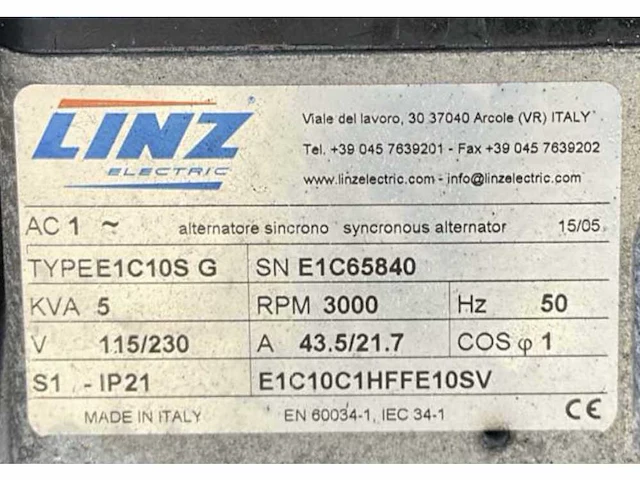 LINZ®
ELECTRIC
Viale del lavoro, 30 37040 Arcole (VR) ITALY
Tel. +39 045 7639201 - Fax +39 045 7639202
www.linzelectric.com - info@linzelectric.com
AC 1 ~ alternatore sincrono syncronous alternator 15/05
TYPE E1C10S G SN E1C65840
KVA 5 RPM 3000 Hz 50
V 115/230 A 43.5/21.7 COS φ 1
S1 - IP21 E1C10C1HFFE10SV
MADE IN ITALY EN 60034-1, IEC 34-1 CE